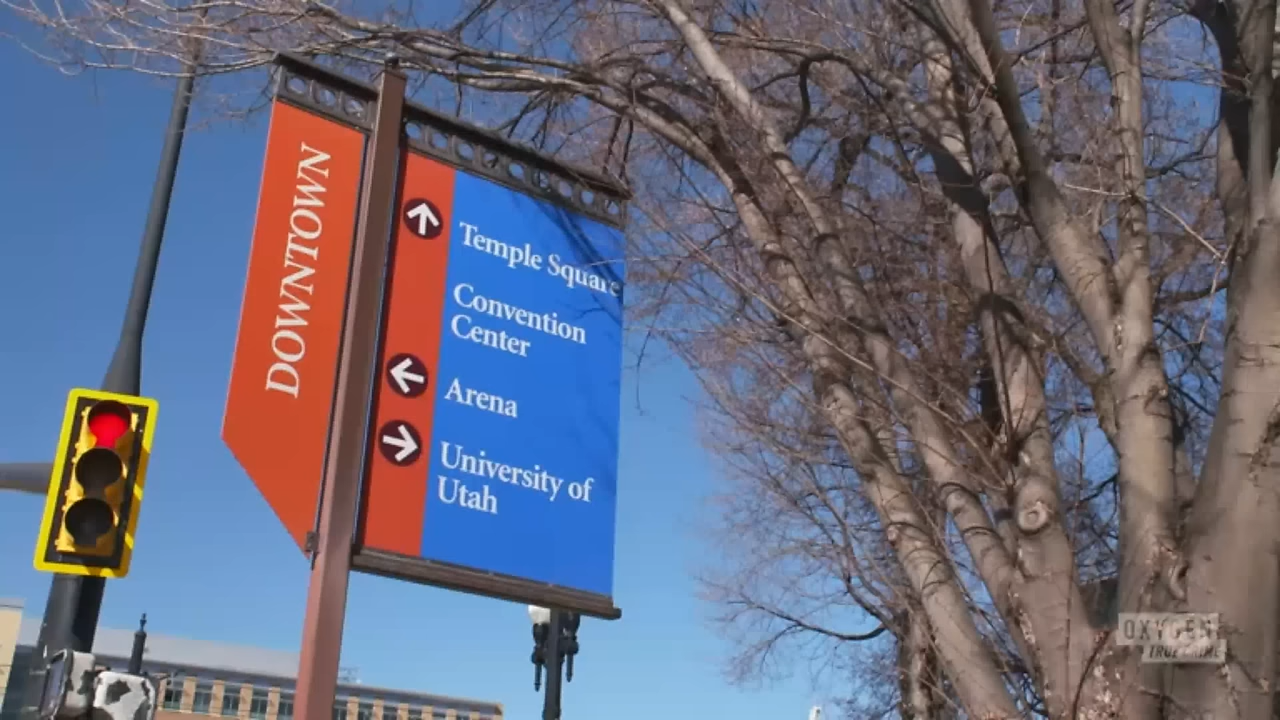 DOWNTOWN
Temple Square
Convention
Center
Arena
University of
Utah
OXYGEN
TRUE CRIME